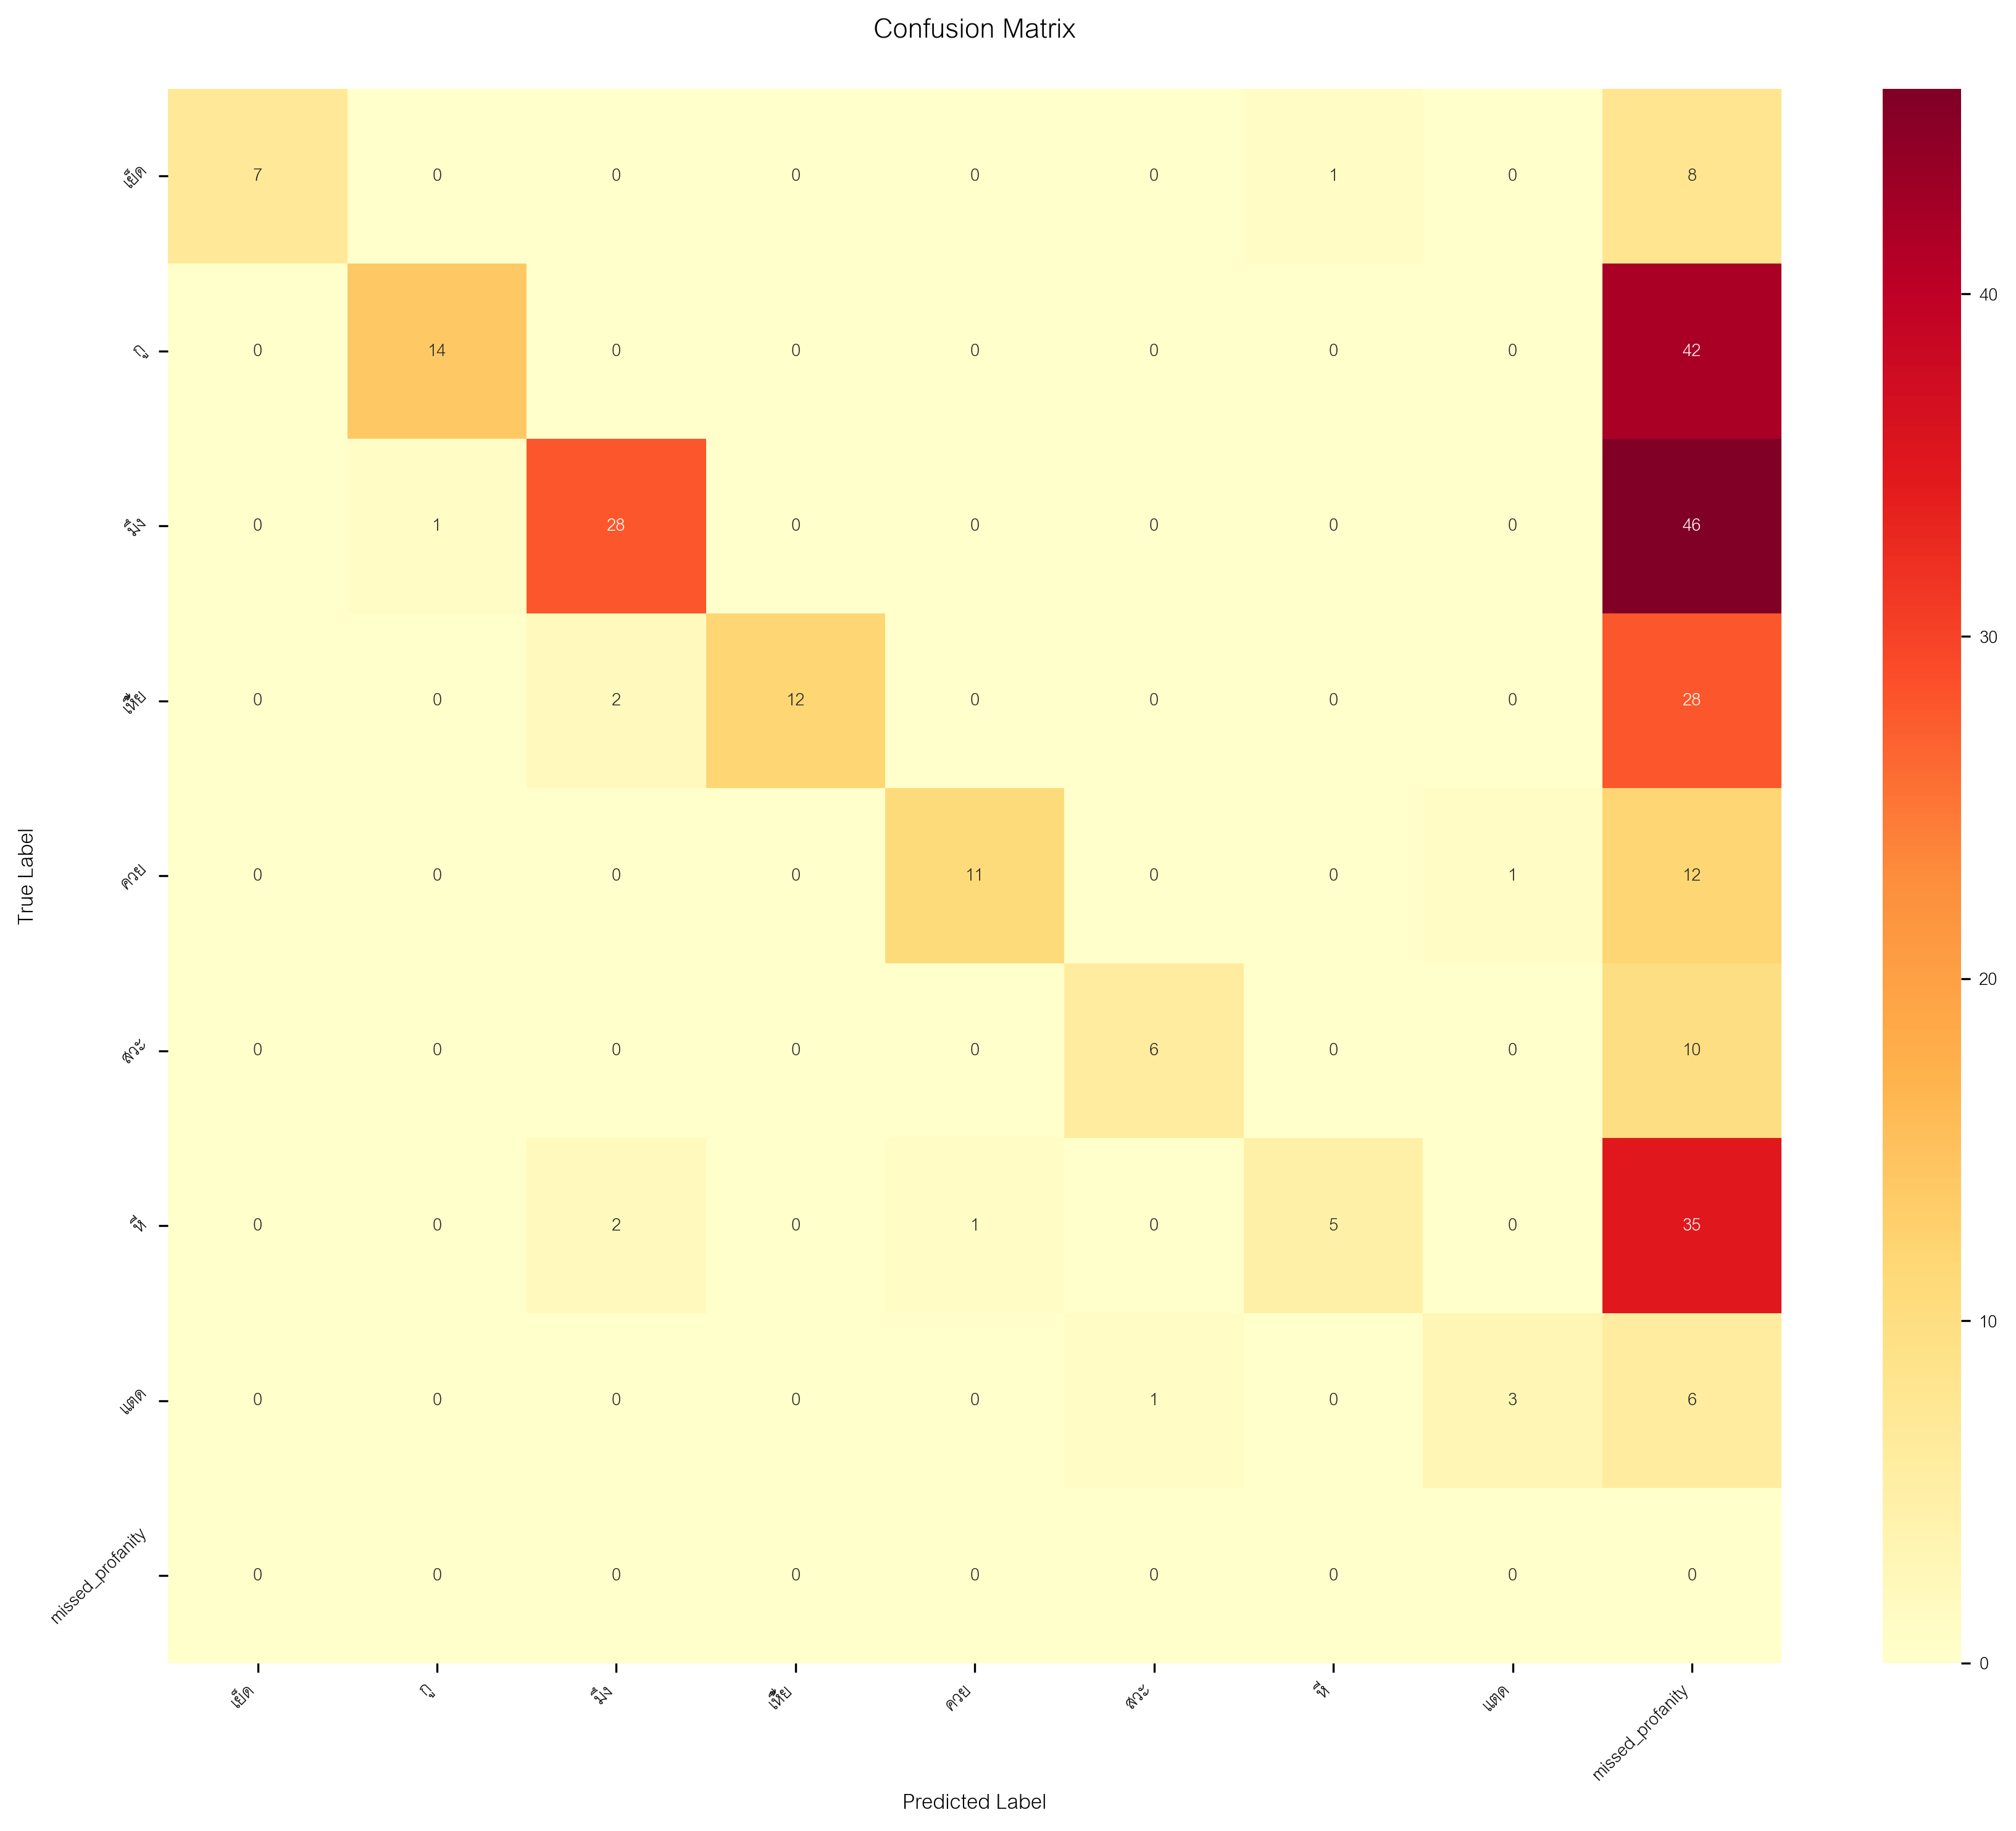 Confusion Matrix
เย็ด 7 0 0 0 0 0 1 0 8
กู 0 14 0 0 0 0 0 0 42
มึง 0 1 28 0 0 0 0 0 46
เหี้ย 0 0 2 12 0 0 0 0 28
ควย 0 0 0 0 11 0 0 1 12
สวะ 0 0 0 0 0 6 0 0 10
หี 0 0 2 0 1 0 5 0 35
แตด 0 0 0 0 0 1 0 3 6
missed_profanity 0 0 0 0 0 0 0 0 0
เย็ด กู มึง เหี้ย ควย สวะ หี แตด missed_profanity
True Label
Predicted Label
40
30
20
10
0